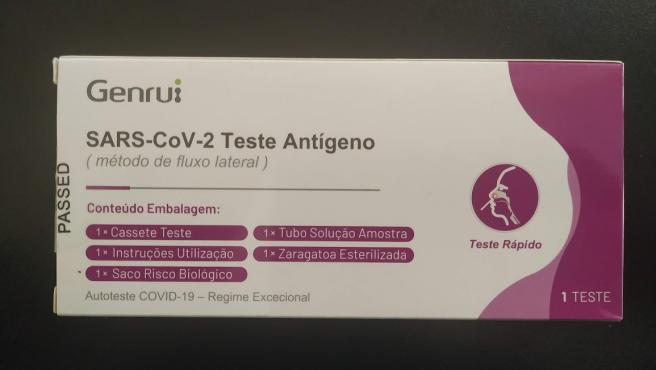 Genrui
SARS-CoV-2 Teste Antígeno
( método de fluxo lateral )
PASSED
Conteúdo Embalagem:
1× Cassete Teste
1× Tubo Solução Amostra
1× Instruções Utilização
1× Zaragatoa Esterilizada
1× Saco Risco Biológico
Autoteste COVID-19 – Regime Excecional
Teste Rápido
1 TESTE